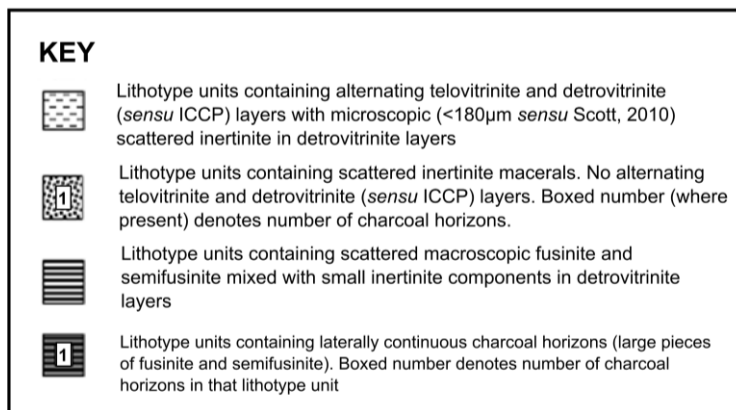 KEY
Lithotype units containing alternating telovitrinite and detrovitrinite
(sensu ICCP) layers with microscopic (<180µm sensu Scott, 2010)
scattered inertinite in detrovitrinite layers
Lithotype units containing scattered inertinite macerals. No alternating
1
telovitrinite and detrovitrinite (sensu ICCP) layers. Boxed number (where
present) denotes number of charcoal horizons.
Lithotype units containing scattered macroscopic fusinite and
semifusinite mixed with small inertinite components in detrovitrinite
layers
Lithotype units containing laterally continuous charcoal horizons (large pieces
1
of fusinite and semifusinite). Boxed number denotes number of charcoal
horizons in that lithotype unit